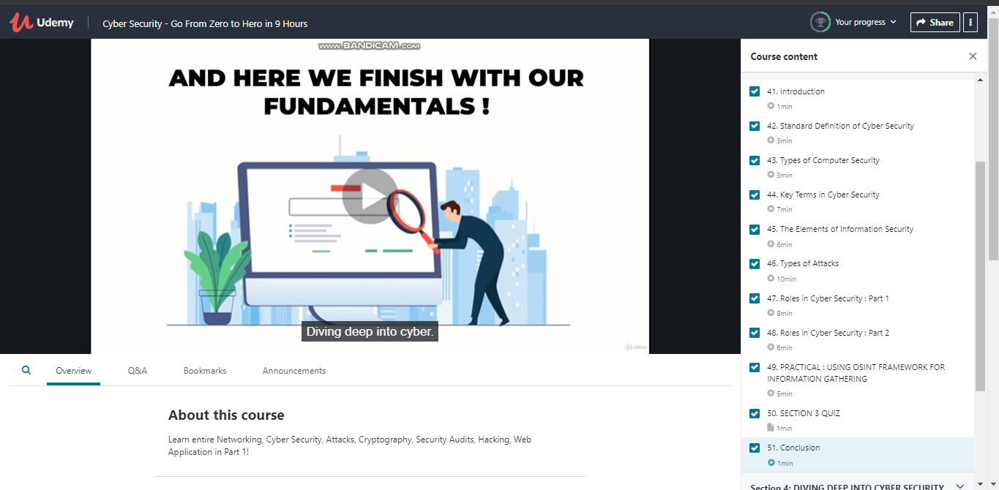 Udemy
Cyber Security - Go From Zero to Hero in 9 Hours
Your progress
Share
www.BANDICAM.com
AND HERE WE FINISH WITH OUR
FUNDAMENTALS !
Diving deep into cyber.
Udemy
Overview
Q&A
Bookmarks
Announcements
About this course
Learn entire Networking, Cyber Security, Attacks, Cryptography, Security Audits, Hacking, Web
Application in Part 1!
Course content
41. Introduction
1min
42. Standard Definition of Cyber Security
3min
43. Types of Computer Security
3min
44. Key Terms in Cyber Security
7min
45. The Elements of Information Security
6min
46. Types of Attacks
10min
47. Roles in Cyber Security : Part 1
8min
48. Roles in Cyber Security : Part 2
6min
49. PRACTICAL : USING OSINT FRAMEWORK FOR
INFORMATION GATHERING
5min
50. SECTION 3 QUIZ
1min
51. Conclusion
1min
Section 4: DIVING DEEP INTO CYBER SECURITY